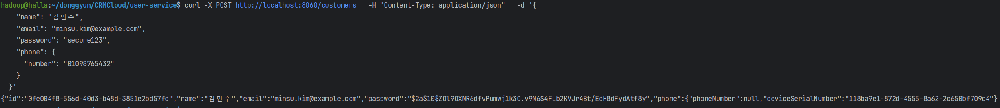 hadoop@halla:~/donggyun/CRMCloud/user-service$ curl -X POST http://localhost:8060/customers   -H "Content-Type: application/json"   -d '{
    "name": "김민수",
    "email": "minsu.kim@example.com",
    "password": "secure123",
    "phone": {
      "number": "01098765432"
    }
  }'
{"id":"0fe004f8-556d-40d3-b48d-3851e2bd57fd","name":"김민수","email":"minsu.kim@example.com","password":"$2a$10$ZOl9OXNR6dfvPumwj1k3C.v9N6S4FLb2KVJr4Bt/EdH8dFydAtf8y","phone":{"phoneNumber":null,"deviceSerialNumber":"118ba9e1-872d-4555-8a62-2c650bf709c4"}